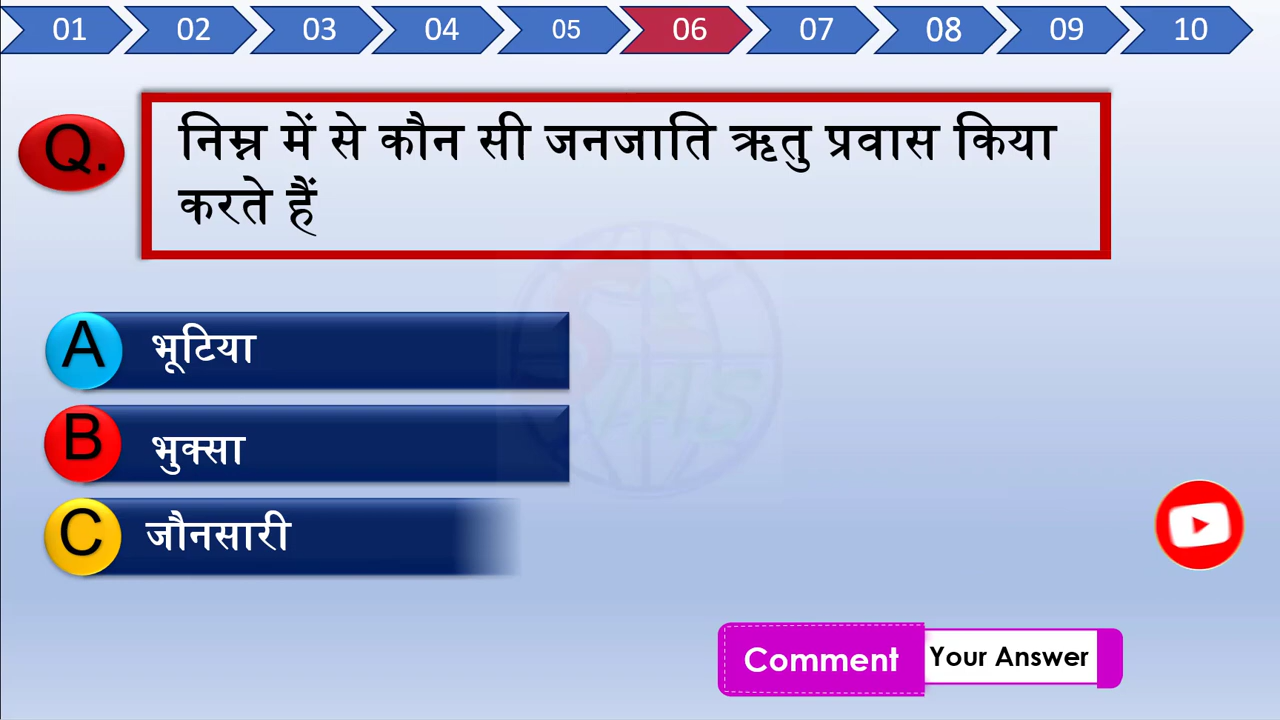 01 02 03 04 05 06 07 08 09 10
Q. निम्न में से कौन सी जनजाति ऋतु प्रवास किया
करते हैं
A भूटिया
B भुक्सा
C जौनसारी
Comment Your Answer